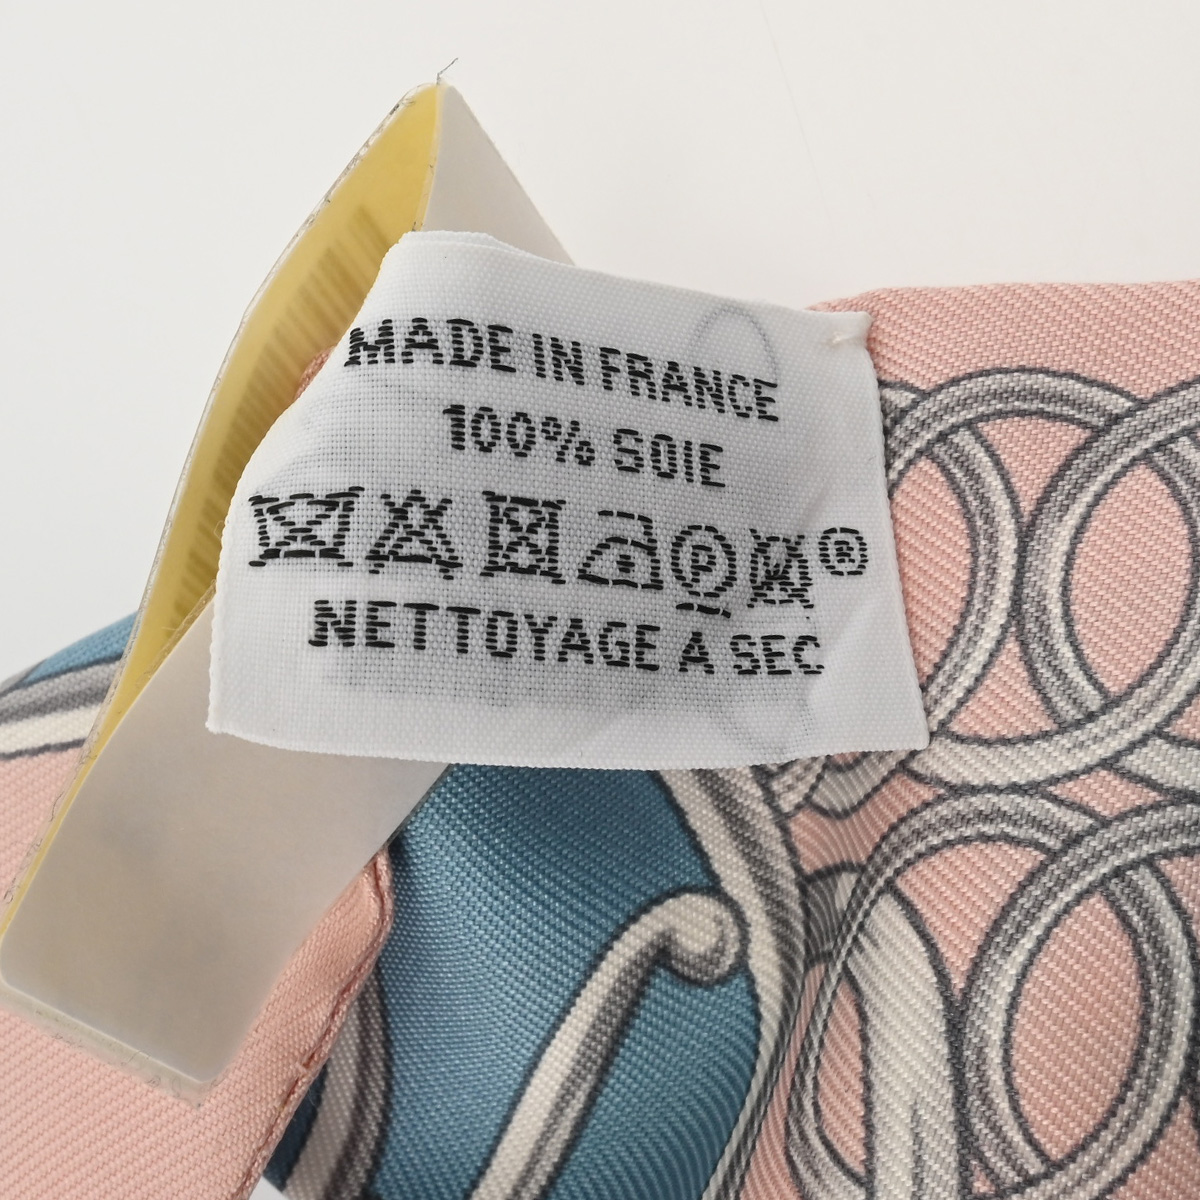 MADE IN FRANCE
100% SOIE
P ®
NETTOYAGE A SEC